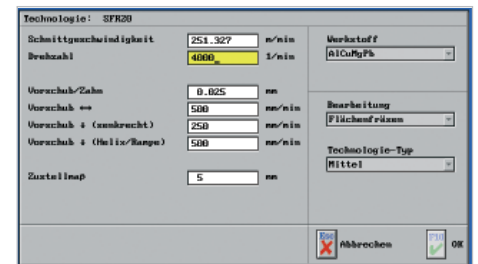 Technologie: SFR20
Schnittgeschwindigkeit 251.327 m/min
Drehzahl 4000_ 1/min
Vorschub/Zahn 0.025 mm
Vorschub ↔ 500 mm/min
Vorschub ↓ (senkrecht) 250 mm/min
Vorschub ↓ (Helix/Rampe) 500 mm/min
Zustellmaß 5 mm
Werkstoff
AlCuMgPb
Bearbeitung
Flächenfräsen
Technologie-Typ
Mittel
Esc Abbrechen F10 OK